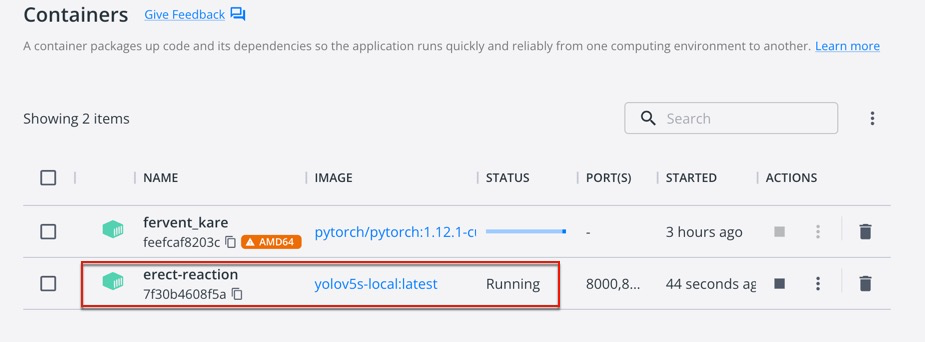 Containers Give Feedback
A container packages up code and its dependencies so the application runs quickly and reliably from one computing environment to another. Learn more
Showing 2 items
Search
NAME IMAGE STATUS PORT(S) STARTED ACTIONS
fervent_kare
feefcaf8203c AMD64 pytorch/pytorch:1.12.1-cu - 3 hours ago
erect-reaction
7f30b4608f5a yolov5s-local:latest Running 8000,8... 44 seconds ag